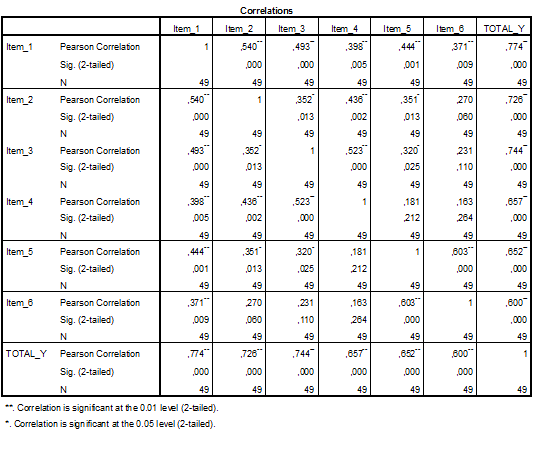 Correlations
Item_1 Item_2 Item_3 Item_4 Item_5 Item_6 TOTAL_Y
Item_1 Pearson Correlation 1 ,540** ,493** ,398** ,444** ,371** ,774**
Sig. (2-tailed) ,000 ,000 ,005 ,001 ,009 ,000
N 49 49 49 49 49 49 49
Item_2 Pearson Correlation ,540** 1 ,352* ,436** ,351* ,270 ,726**
Sig. (2-tailed) ,000 ,013 ,002 ,013 ,060 ,000
N 49 49 49 49 49 49 49
Item_3 Pearson Correlation ,493** ,352* 1 ,523** ,320* ,231 ,744**
Sig. (2-tailed) ,000 ,013 ,000 ,025 ,110 ,000
N 49 49 49 49 49 49 49
Item_4 Pearson Correlation ,398** ,436** ,523** 1 ,181 ,163 ,657**
Sig. (2-tailed) ,005 ,002 ,000 ,212 ,264 ,000
N 49 49 49 49 49 49 49
Item_5 Pearson Correlation ,444** ,351* ,320* ,181 1 ,603** ,652**
Sig. (2-tailed) ,001 ,013 ,025 ,212 ,000 ,000
N 49 49 49 49 49 49 49
Item_6 Pearson Correlation ,371** ,270 ,231 ,163 ,603** 1 ,600**
Sig. (2-tailed) ,009 ,060 ,110 ,264 ,000 ,000
N 49 49 49 49 49 49 49
TOTAL_Y Pearson Correlation ,774** ,726** ,744** ,657** ,652** ,600** 1
Sig. (2-tailed) ,000 ,000 ,000 ,000 ,000 ,000
N 49 49 49 49 49 49 49
**. Correlation is significant at the 0.01 level (2-tailed).
*. Correlation is significant at the 0.05 level (2-tailed).